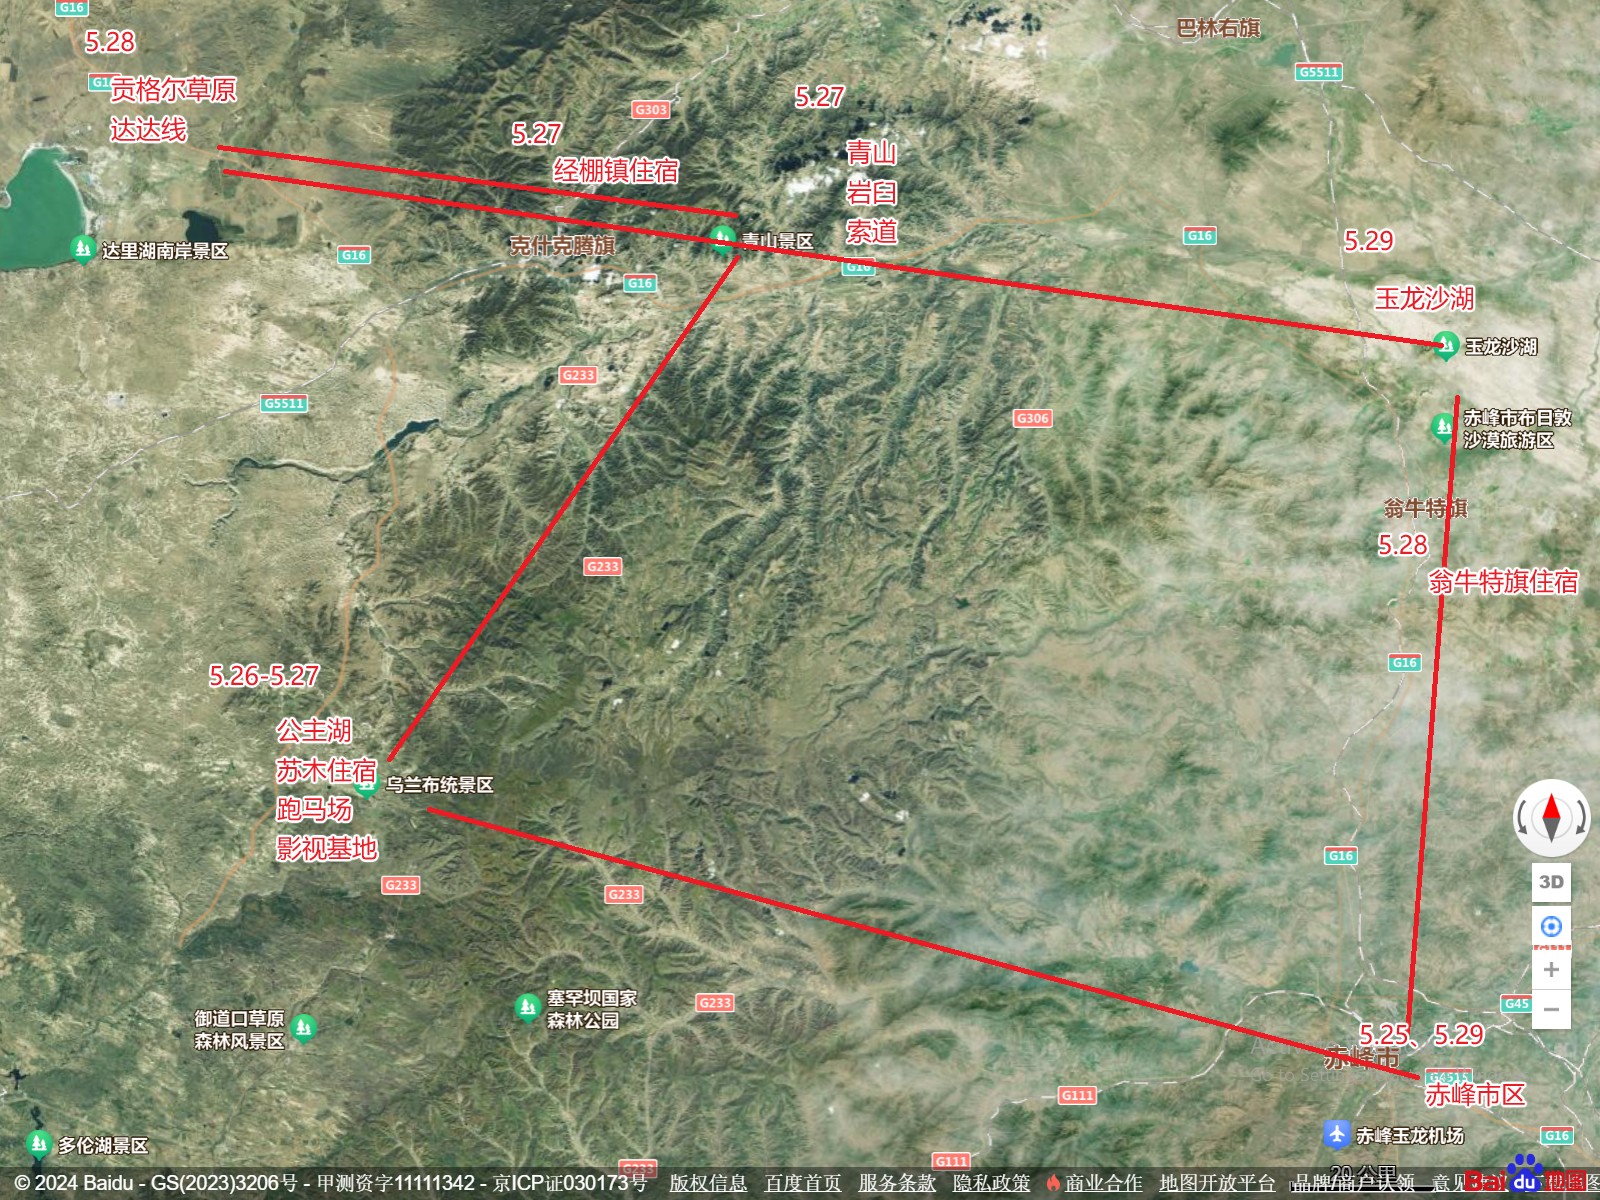 G16
巴林右旗
5.28
G5511
贡格尔草原
达达线
G303
5.27
5.27
经棚镇住宿
青山
岩臼
索道
达里湖南岸景区
克什克腾旗
青山景区
G16
G16
G16
G16
5.29
玉龙沙湖
玉龙沙湖
G233
G5511
G306
赤峰市布日敦
沙漠旅游区
翁牛特旗
5.28
翁牛特旗住宿
G233
G16
5.26-5.27
公主湖
苏木住宿
跑马场
影视基地
乌兰布统景区
G233
G233
G16
3D
塞罕坝国家
森林公园
御道口草原
森林风景区
G233
G45
5.25、5.29
赤峰市
G4515
赤峰市区
G111
赤峰玉龙机场
G16
多伦湖景区
G233
G111
20 公里
© 2024 Baidu - GS(2023)3206号 - 甲测资字11111342 - 京ICP证030173号 版权信息 百度首页 服务条款 隐私政策 商业合作 地图开放平台 品牌/商户认领
Bai du 地图